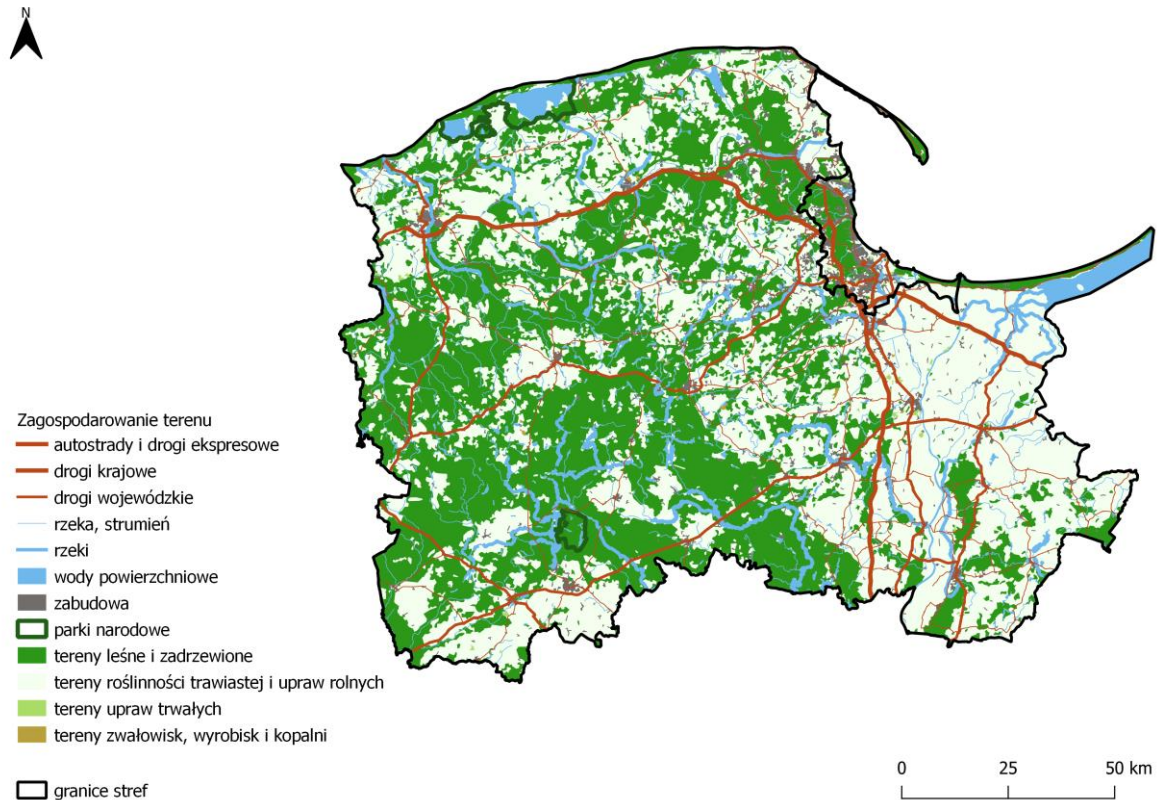 N
Zagospodarowanie terenu
autostrady i drogi ekspresowe
drogi krajowe
drogi wojewódzkie
rzeka, strumień
rzeki
wody powierzchniowe
zabudowa
parki narodowe
tereny leśne i zadrzewione
tereny roślinności trawiastej i upraw rolnych
tereny upraw trwałych
tereny zwałowisk, wyrobisk i kopalni
granice stref
0 25 50 km